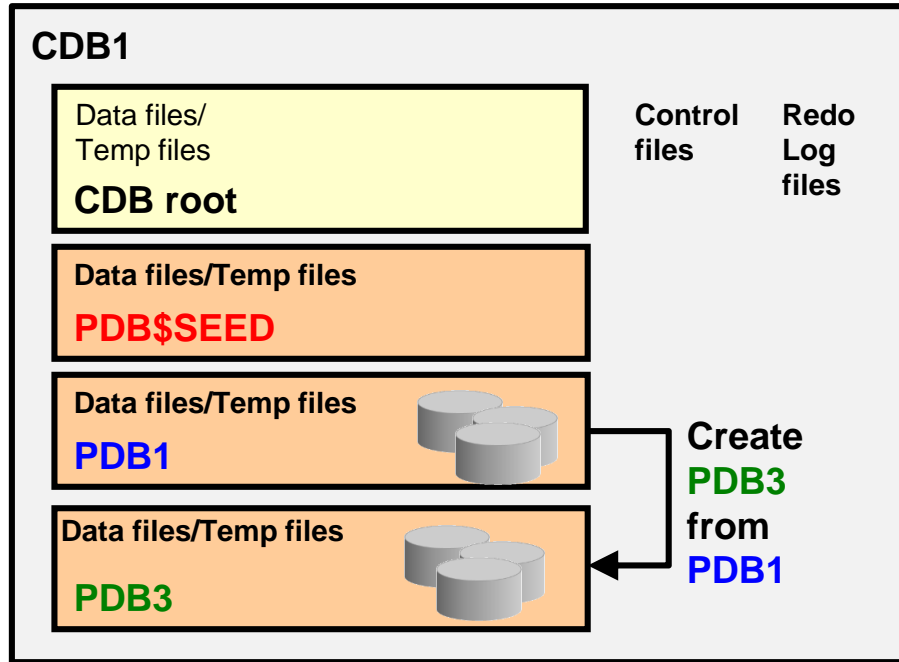 CDB1
Data files/
Temp files
CDB root
Control
files
Redo
Log
files
Data files/Temp files
PDB$SEED
Data files/Temp files
PDB1
Create
PDB3
from
PDB1
Data files/Temp files
PDB3